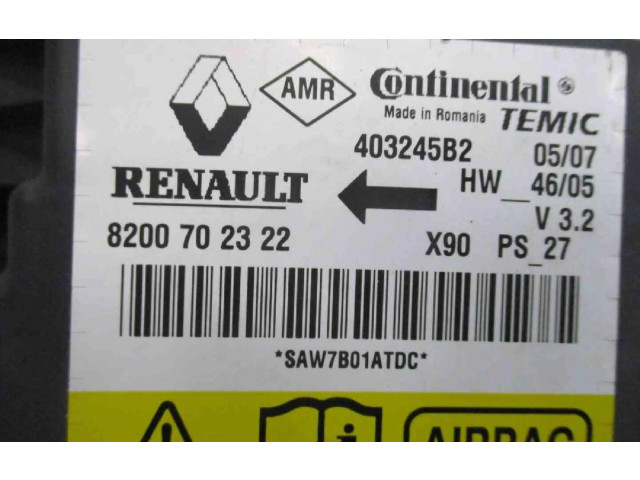 AMR Continental
Made in Romania TEMIC
403245B2 05/07
RENAULT HW__46/05
V 3.2
8200 70 23 22 X90 PS_27
*SAW7B01ATDC*
AIRBAG